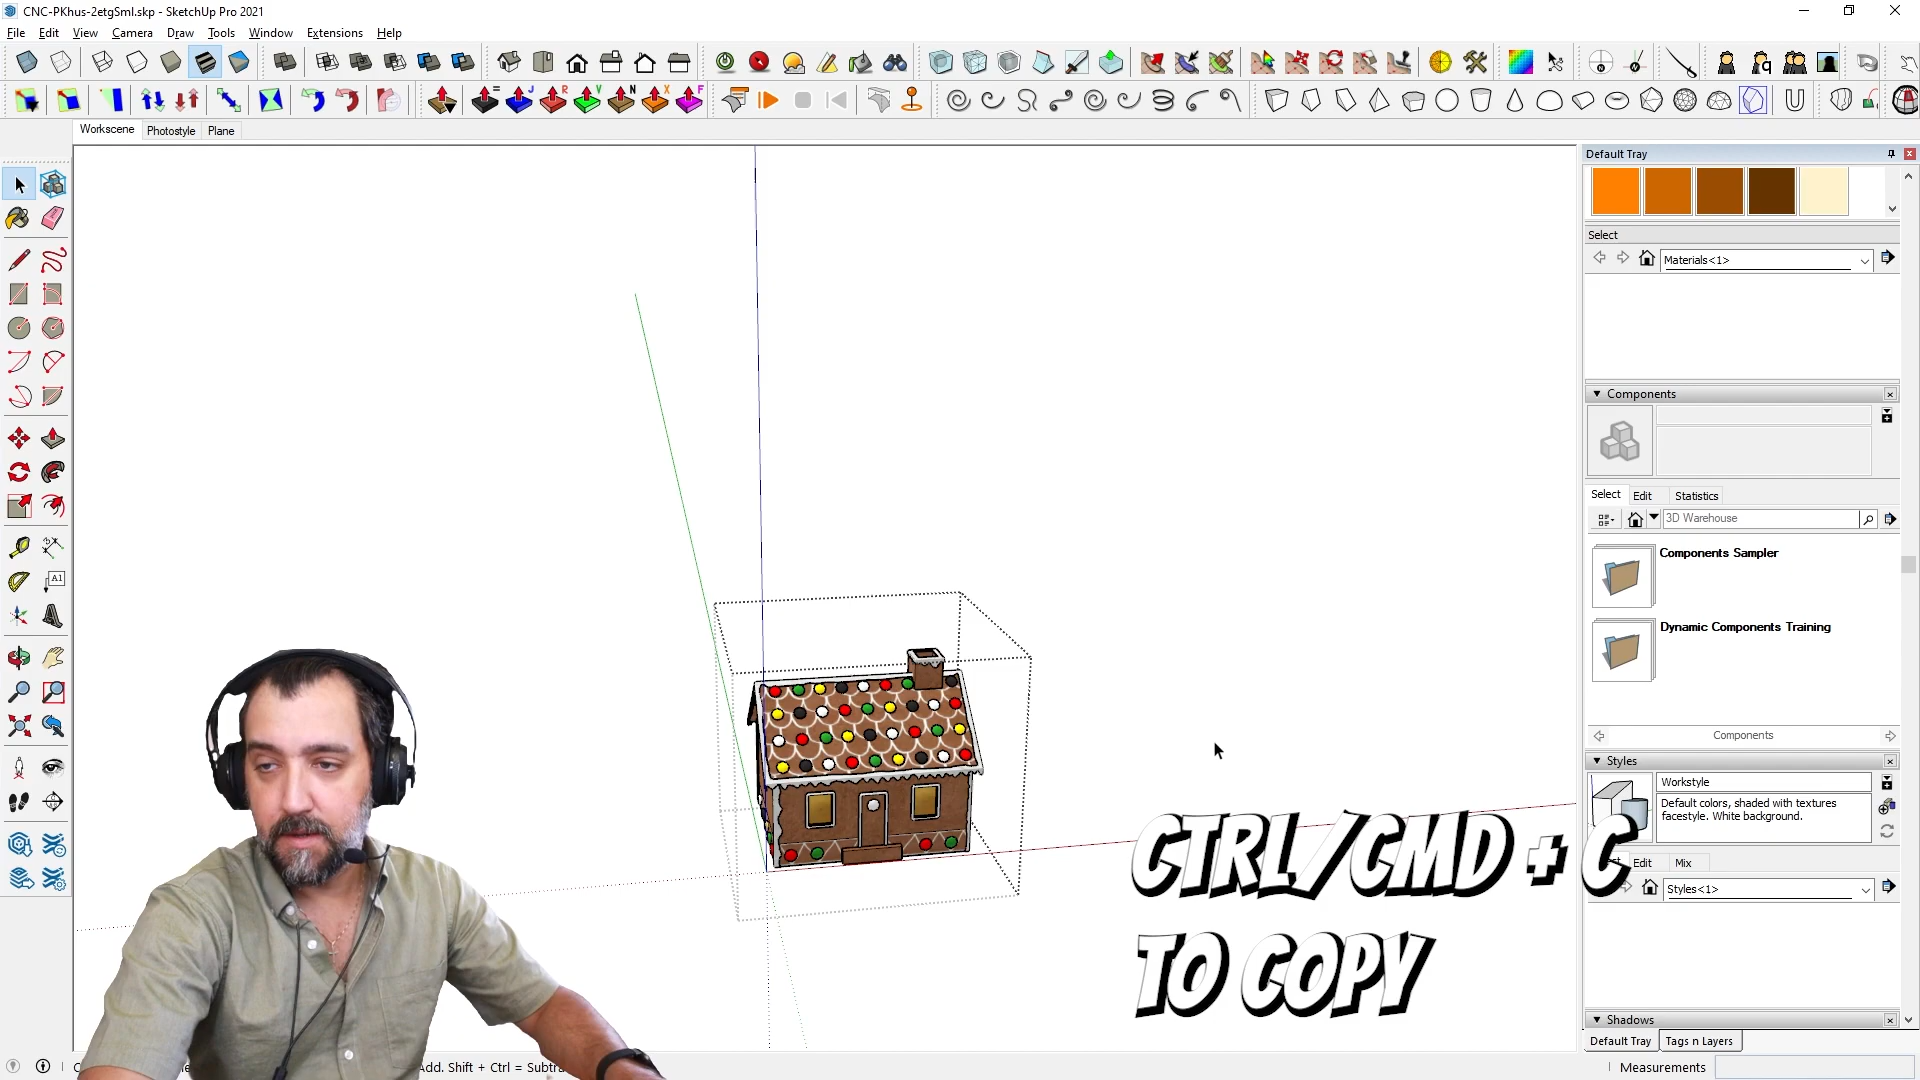 CNC-PKhus-2etgSml.skp - SketchUp Pro 2021
File Edit View Camera Draw Tools Window Extensions Help
= J R V N X F
Workscene Photostyle Plane
Default Tray
Select
Materials<1>
Components
Select Edit Statistics
3D Warehouse
Components Sampler
Dynamic Components Training
Components
Styles
Workstyle
Default colors, shaded with textures
facestyle. White background.
Edit Mix
Styles<1>
CTRL/CMD + C
TO COPY
Shadows
Default Tray Tags n Layers
Add. Shift + Ctrl = Subtra
Measurements
A1